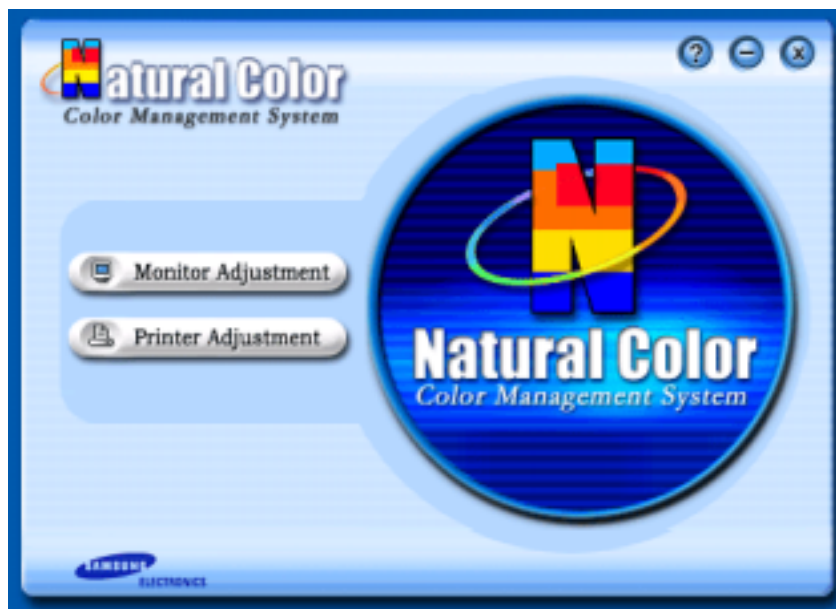 Natural Color
Color Management System
?
Monitor Adjustment
Printer Adjustment
N
Natural Color
Color Management System
SAMSUNG
ELECTRONICS